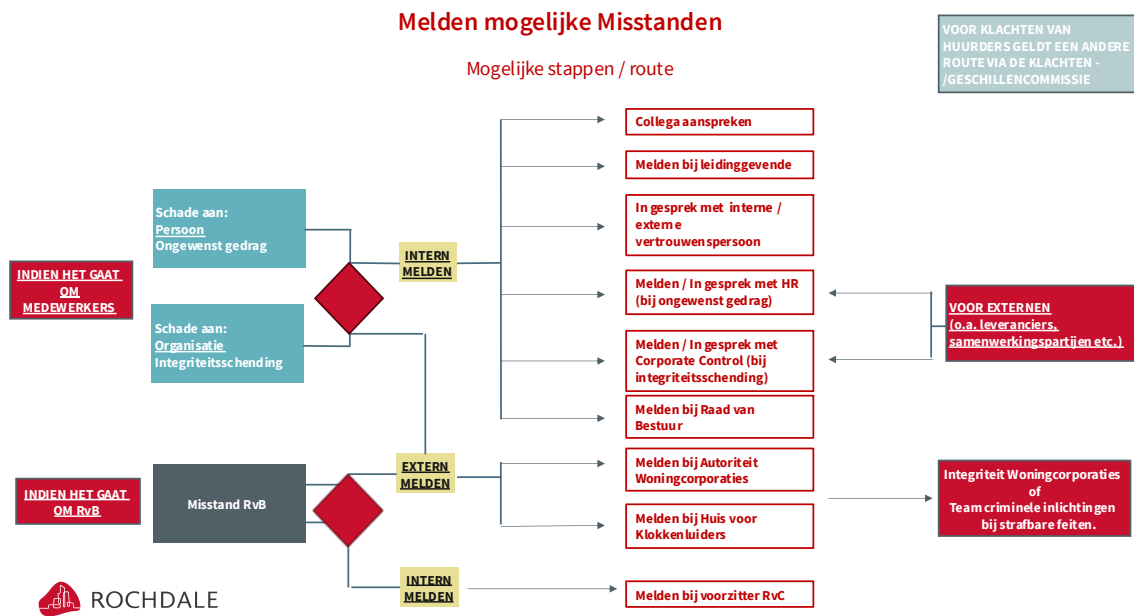 Melden mogelijke Misstanden
Mogelijke stappen / route
VOOR KLACHTEN VAN
HUURDERS GELDT EEN ANDERE
ROUTE VIA DE KLACHTEN -
/GESCHILLENCOMMISSIE
INDIEN HET GAAT
OM
MEDEWERKERS
Schade aan:
Persoon
Ongewenst gedrag
Schade aan:
Organisatie
Integriteitsschending
INTERN
MELDEN
Collega aanspreken
Melden bij leidinggevende
In gesprek met interne /
externe
vertrouwenspersoon
Melden / In gesprek met HR
(bij ongewenst gedrag)
Melden / In gesprek met
Corporate Control (bij
integriteitsschending)
Melden bij Raad van
Bestuur
VOOR EXTERNEN
(o.a. leveranciers,
samenwerkingspartijen etc.)
INDIEN HET GAAT
OM RvB
Misstand RvB
EXTERN
MELDEN
Melden bij Autoriteit
Woningcorporaties
Melden bij Huis voor
Klokkenluiders
Integriteit Woningcorporaties
of
Team criminele inlichtingen
bij strafbare feiten.
INTERN
MELDEN
Melden bij voorzitter RvC
ROCHDALE